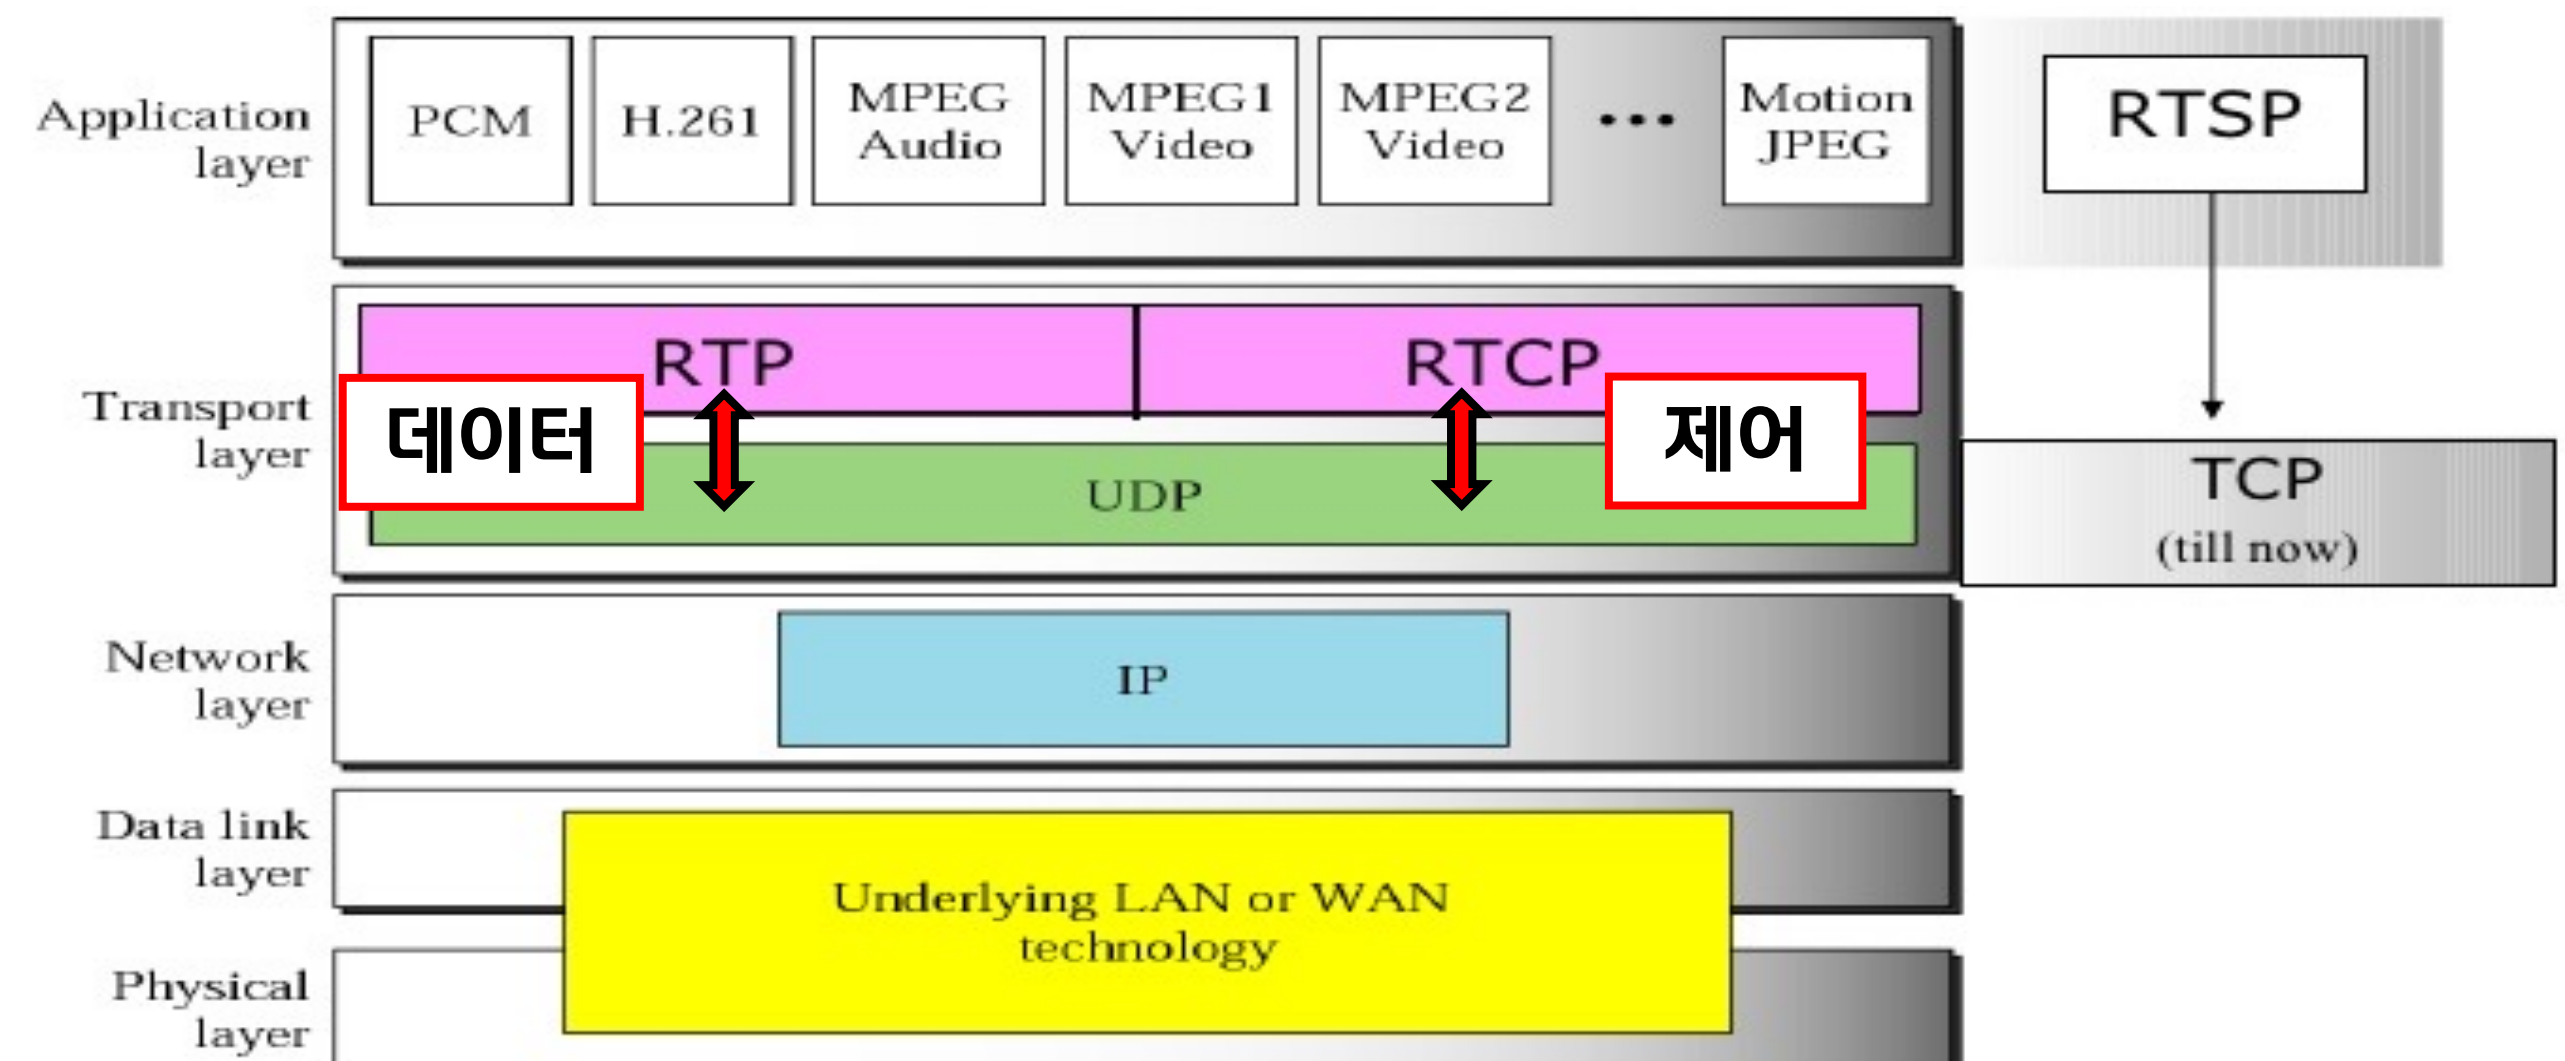 Application
layer
PCM
H.261
MPEG
Audio
MPEG1
Video
MPEG2
Video
...
Motion
JPEG
RTSP
Transport
layer
RTP
RTCP
데이터
제어
UDP
TCP
(till now)
Network
layer
IP
Data link
layer
Underlying LAN or WAN
technology
Physical
layer